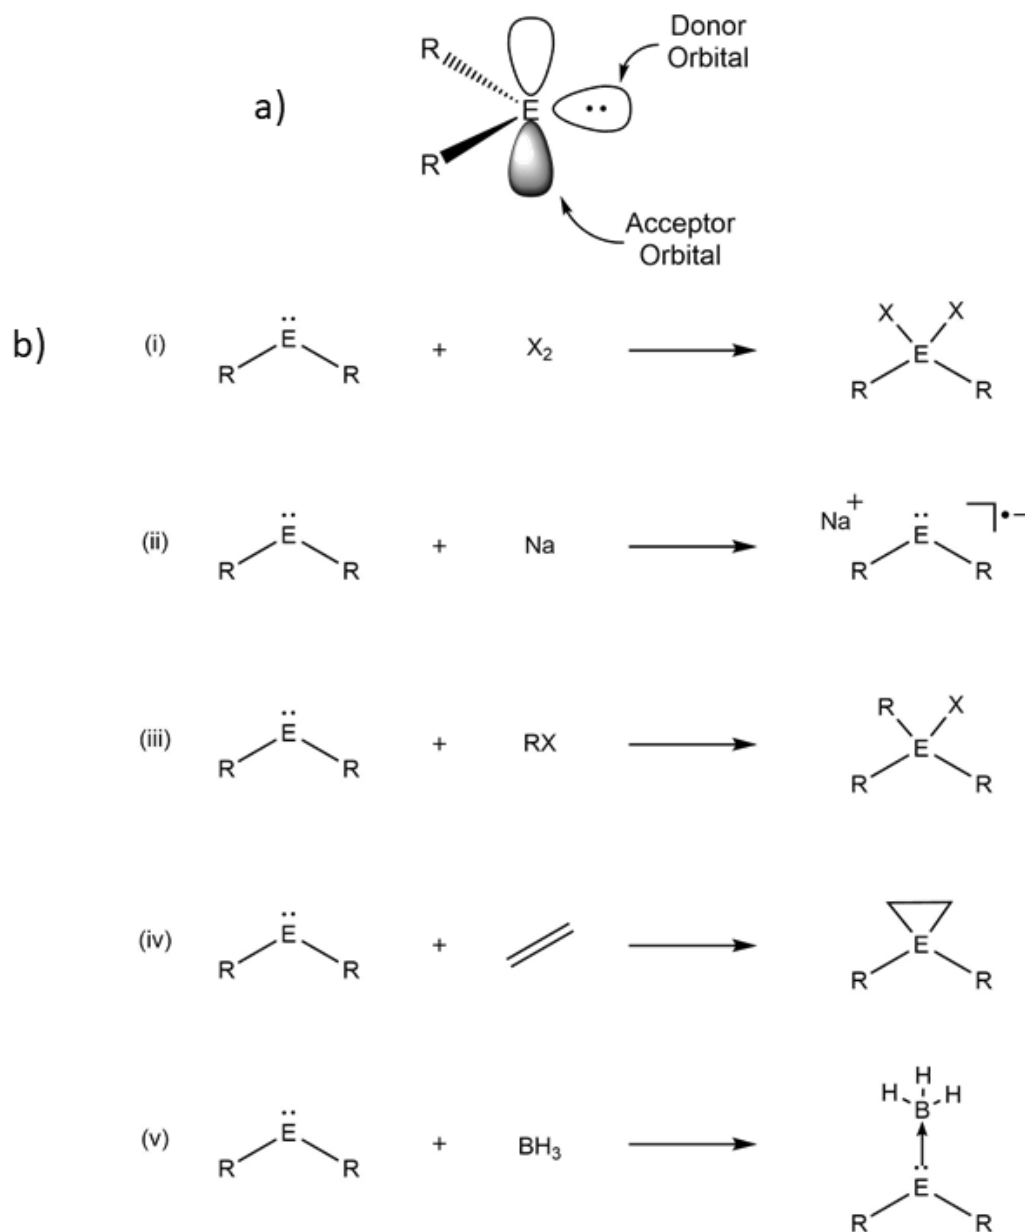 Donor
Orbital
R
a)
E
R
Acceptor
Orbital
X X
b) (i) E + X₂ E
R R R R
(ii) E + Na Na⁺ E •−
R R R R
R X
(iii) E + RX E
R R R R
(iv) E + E
R R R R
H
H H
B
(v) E + BH₃
E
R R R R